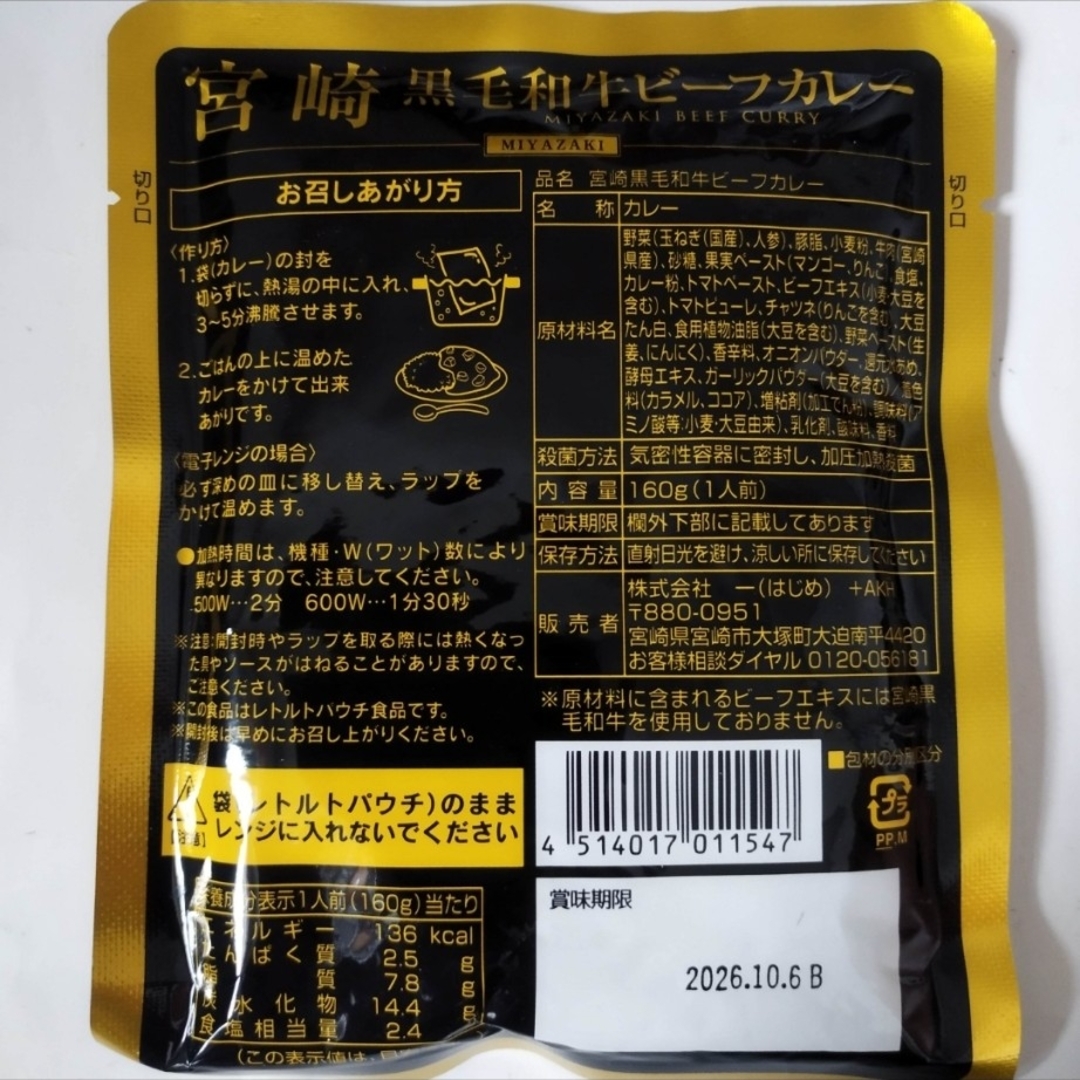 宮崎 黒毛和牛ビーフカレー
MIYAZAKI BEEF CURRY
MIYAZAKI
切り口
切り口
お召しあがり方
〈作り方〉
1.袋(カレー)の封を
切らずに、熱湯の中に入れ、
3〜5分沸騰させます。
2.ごはんの上に温めた
カレーをかけて出来
あがりです。
〈電子レンジの場合〉
必ず深めの皿に移し替え、ラップを
かけて温めます。
●加熱時間は、機種・W(ワット)数により
異なりますので、注意してください。
500W…2分 600W…1分30秒
※注意:開封時やラップを取る際には熱くなっ
た具やソースがはねることがありますので、
ご注意ください。
※この食品はレトルトパウチ食品です。
※開封後は早めにお召し上がりください。
袋(レトルトパウチ)のまま
レンジに入れないでください
【注意】
栄養成分表示1人前(160g)当たり
エネルギー 136 kcal
たんぱく質 2.5 g
脂質 7.8 g
炭水化物 14.4 g
食塩相当量 2.4 g
(この表示値は、
品名 宮崎黒毛和牛ビーフカレー
名称 カレー
原材料名
野菜(玉ねぎ(国産)、人参)、豚脂、小麦粉、牛肉(宮崎
県産)、砂糖、果実ペースト(マンゴー、りんご)、食塩、
カレー粉、トマトペースト、ビーフエキス(小麦・大豆を
含む)、トマトピューレ、チャツネ(りんごを含む)、大豆
たん白、食用植物油脂(大豆を含む)、野菜ペースト(生
姜、にんにく)、香辛料、オニオンパウダー、還元水あめ、
酵母エキス、ガーリックパウダー(大豆を含む)/着色
料(カラメル、ココア)、増粘剤(加工でん粉)、調味料(ア
ミノ酸等:小麦・大豆由来)、乳化剤、酸味料、香料
殺菌方法 気密性容器に密封し、加圧加熱殺菌
内容量 160g(1人前)
賞味期限 欄外下部に記載してあります
保存方法 直射日光を避け、涼しい所に保存してください
販売者
株式会社 一(はじめ) +AKH
〒880-0951
宮崎県宮崎市大塚町大迫南平4420
お客様相談ダイヤル 0120-056181
※原材料に含まれるビーフエキスには宮崎黒
毛和牛を使用しておりません。
4 514017 011547
■包材の分別区分
プラ
PP,M
賞味期限
2026.10.6 B